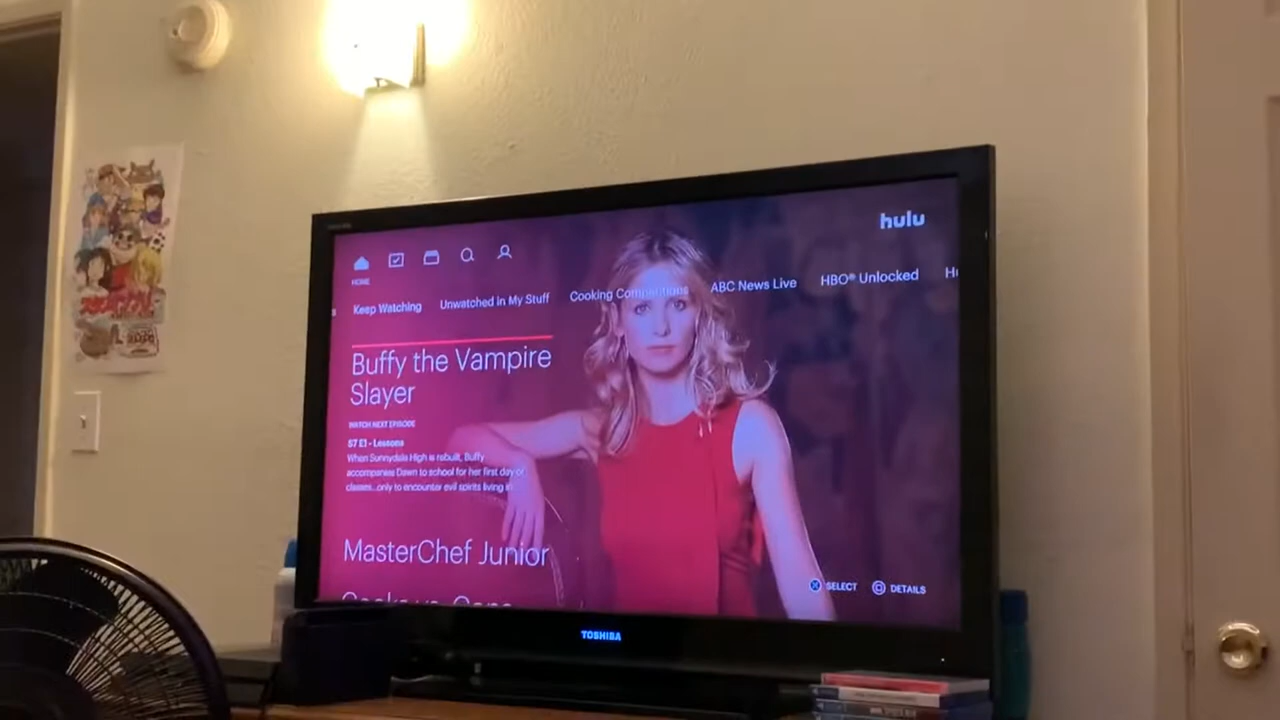 hulu
HOME
Keep Watching
Unwatched in My Stuff
Cooking Competitions
ABC News Live
HBO® Unlocked
Buffy the Vampire
Slayer
WATCH NEXT EPISODE
S7 E1 - Lessons
When Sunnydale High is rebuilt, Buffy
accompanies Dawn to school for her first day of
classes...only to encounter evil spirits living in
MasterChef Junior
SELECT
DETAILS
TOSHIBA